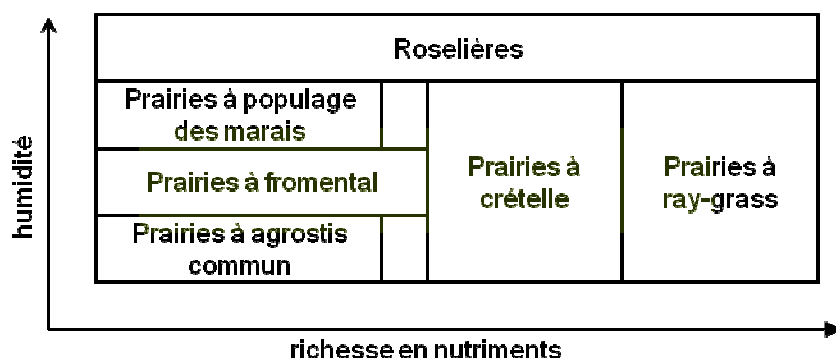 Roselières
Prairies à populage
des marais
Prairies à fromental
Prairies à agrostis
commun
Prairies à
crételle
Prairies à
ray-grass
humidité
richesse en nutriments